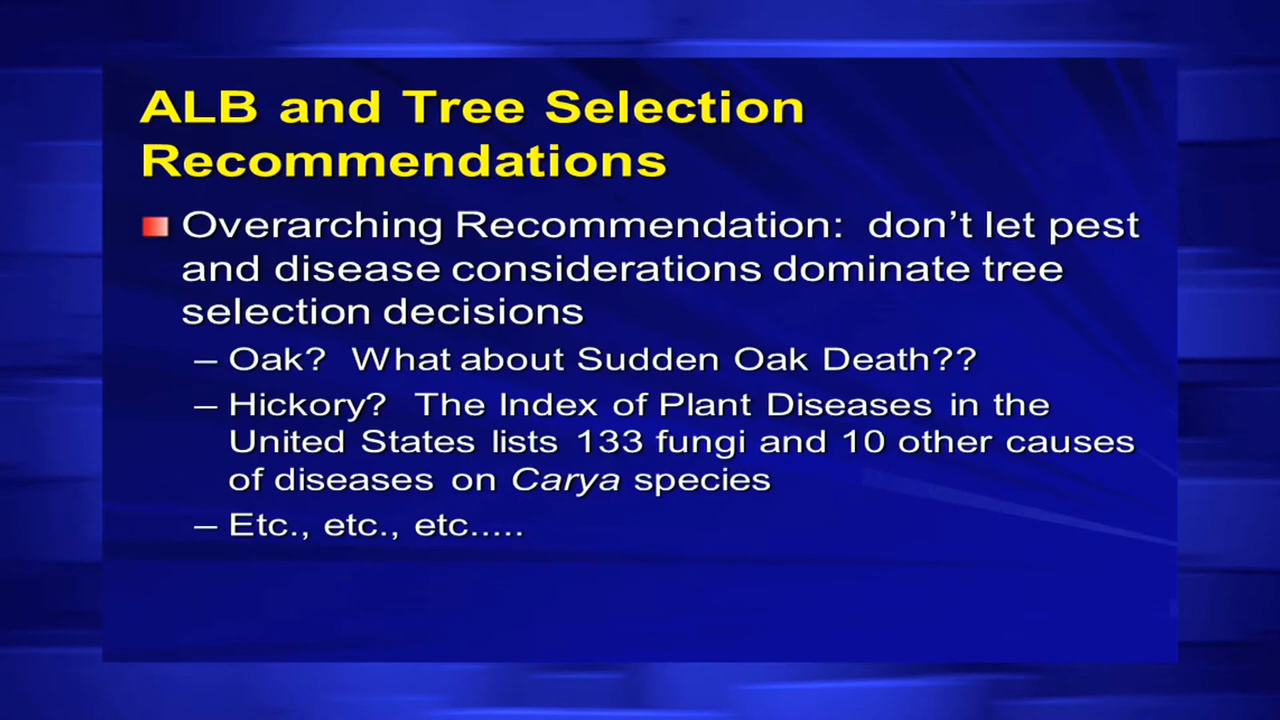 ALB and Tree Selection
Recommendations
Overarching Recommendation:  don't let pest
and disease considerations dominate tree
selection decisions
– Oak?  What about Sudden Oak Death??
– Hickory?  The Index of Plant Diseases in the
United States lists 133 fungi and 10 other causes
of diseases on Carya species
– Etc., etc., etc.....